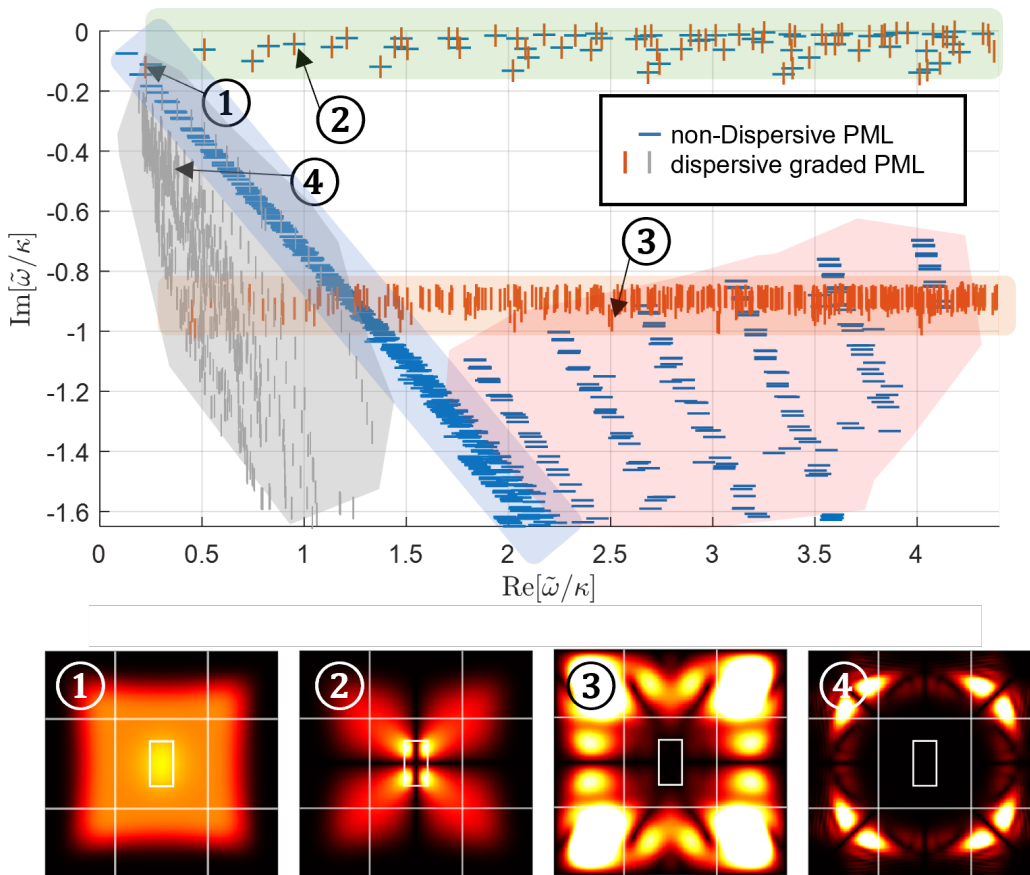 0
-0.2
-0.4
-0.6
-0.8
-1
-1.2
-1.4
-1.6
Im[ω̃/κ]
1
2
4
3
non-Dispersive PML
dispersive graded PML
0 0.5 1 1.5 2 2.5 3 3.5 4
Re[ω̃/κ]
1 2 3 4